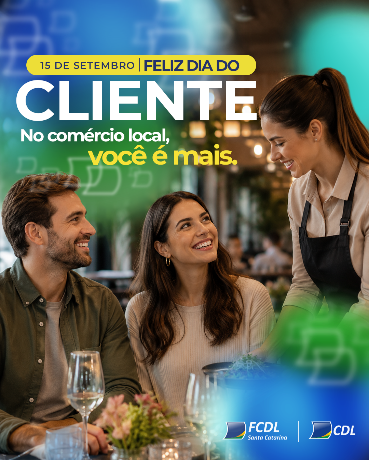 15 DE SETEMBRO | FELIZ DIA DO
CLIENTE
No comércio local,
você é mais.
FCDL
Santa Catarina
CDL